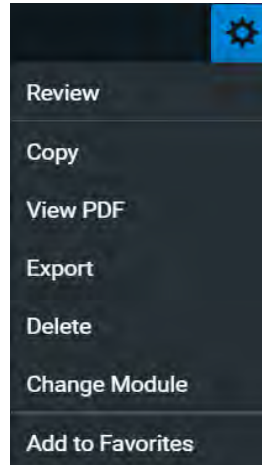 Review
Copy
View PDF
Export
Delete
Change Module
Add to Favorites